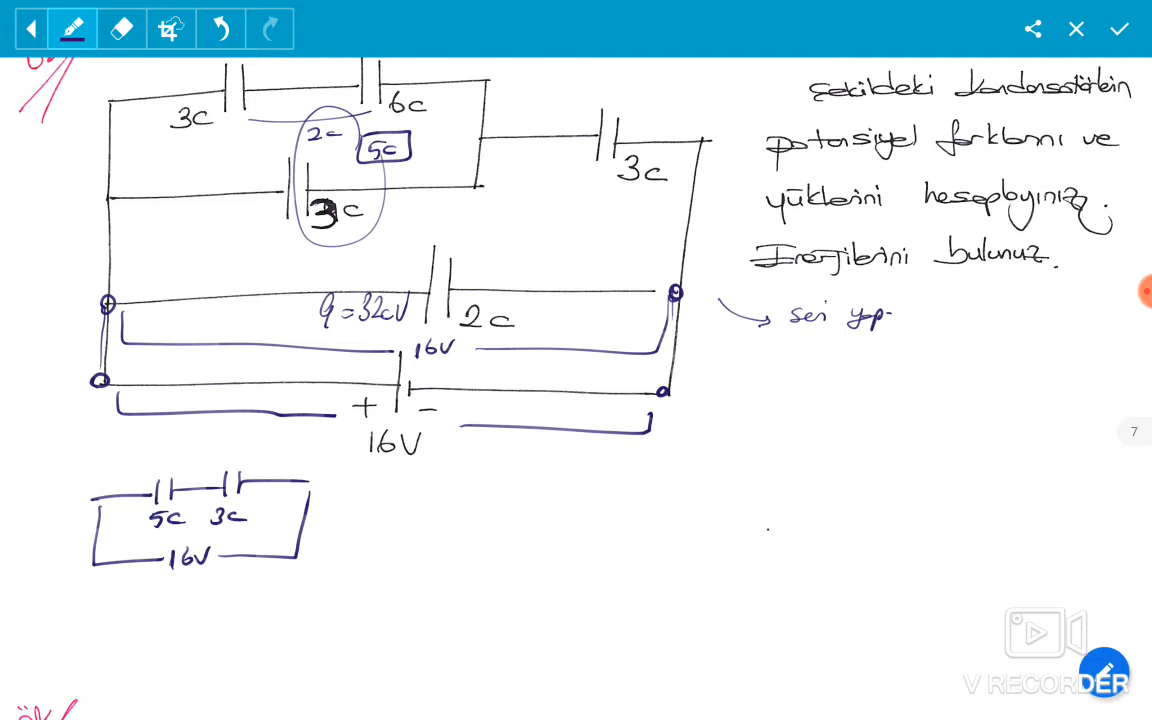 3C
6C
2C
5C
3C
3C
q = 32CV
2C
16V
+
-
16V
5C
3C
16V
Şekildeki kondansatörlerin
potansiyel farklarını ve
yüklerini hesaplayınız.
Enerjilerini bulunuz.
seri yap.
7
V RECORDER